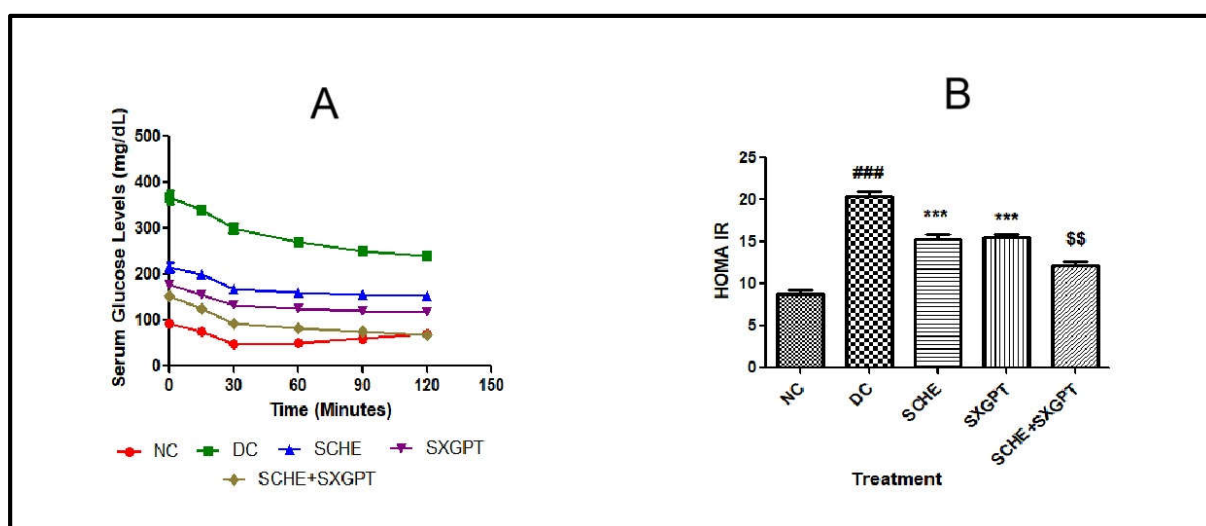 A
Serum Glucose Levels (mg/dL)
500
400
300
200
100
0
0 30 60 90 120 150
Time (Minutes)
NC DC SCHE SXGPT
SCHE+SXGPT
B
HOMA IR
25
20
15
10
5
0
###
*** ***
$$
NC DC SCHE SXGPT SCHE+SXGPT
Treatment